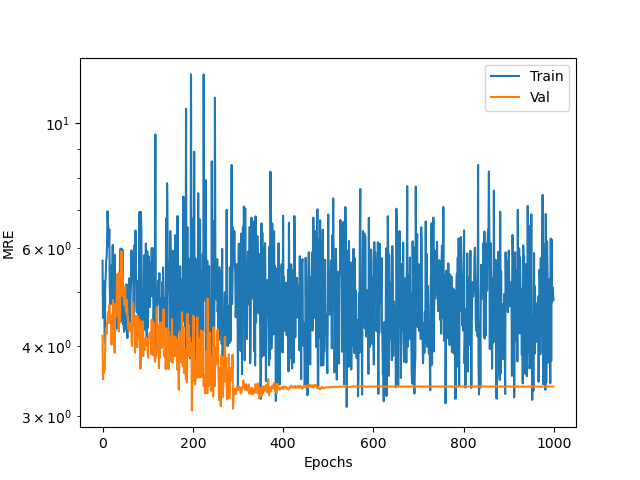 Train
Val
10¹
6 × 10⁰
4 × 10⁰
3 × 10⁰
MRE
0 200 400 600 800 1000
Epochs